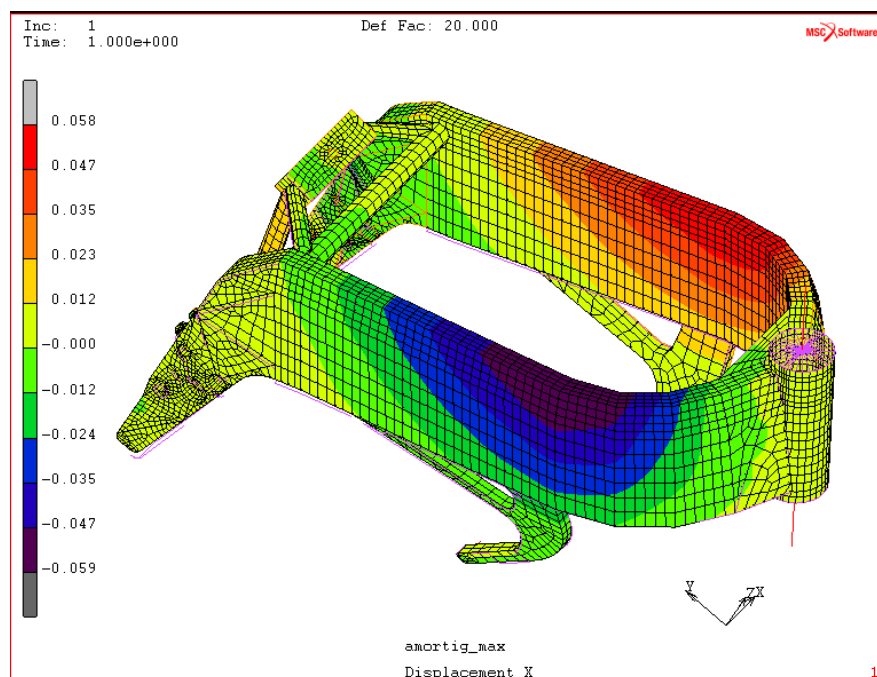 Inc: 1 Def Fac: 20.000
Time: 1.000e+000
MSC Software
0.058
0.047
0.035
0.023
0.012
-0.000
-0.012
-0.024
-0.035
-0.047
-0.059
Y Z X
amortig_max
Displacement X
1